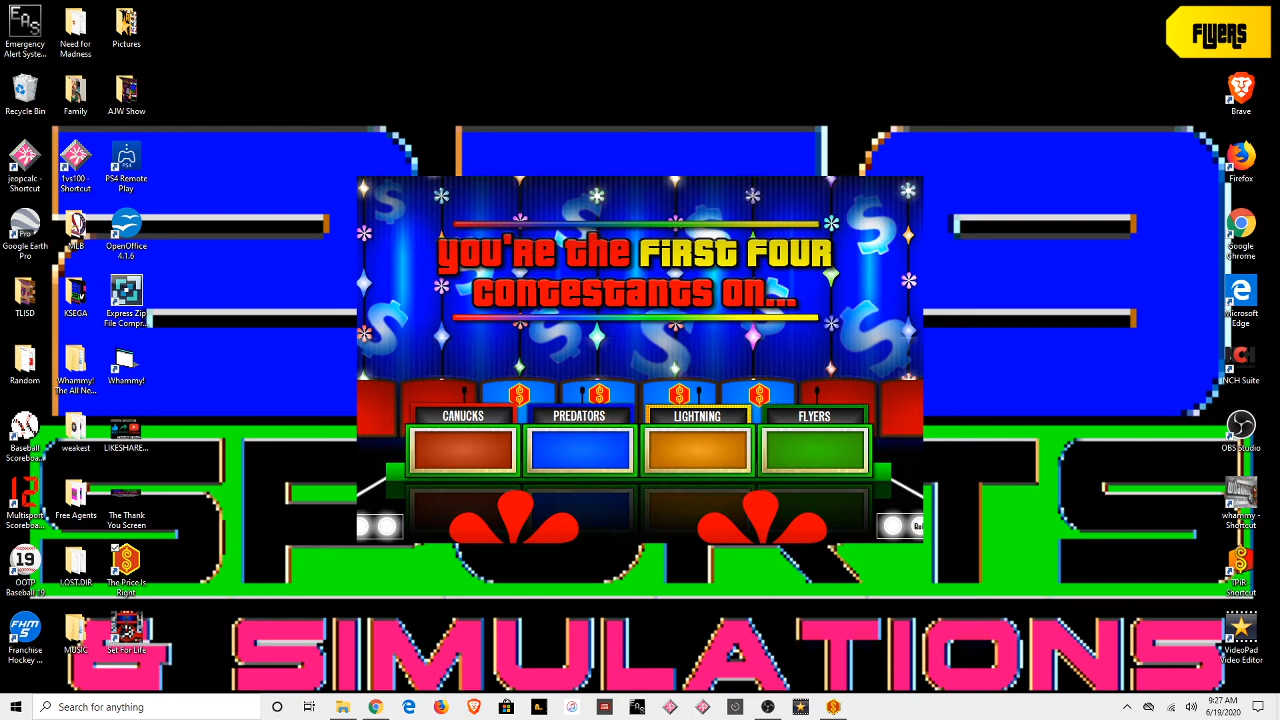 Emergency
Alert Syste...
Need for
Madness
Pictures
FLYERS
Recycle Bin
Family
AJW Show
Brave
jeopcalc -
Shortcut
1vs100 -
Shortcut
PS4 Remote
Play
Firefox
Google Earth
Pro
MLB
OpenOffice
4.1.6
Google
Chrome
TLISD
KSEGA
Express Zip
File Compr...
Microsoft
Edge
Random
Whammy!
The All Ne...
Whammy!
NCH Suite
Baseball
Scoreboa...
weakest
LIKESHARE...
OBS Studio
Multisport
Scoreboa...
Free Agents
The Thank
You Screen
whammy -
Shortcut
OOTP
Baseball 19
LOST.DIR
The Price Is
Right
TPiR
Shortcut
Franchise
Hockey ...
MUSIC
Set For Life
VideoPad
Video Editor
you're the FIRST FOUR
contestants on...
CANUCKS
PREDATORS
LIGHTNING
FLYERS
SPORTS
& SIMULATIONS
Search for anything
9:27 AM
6/19/2020